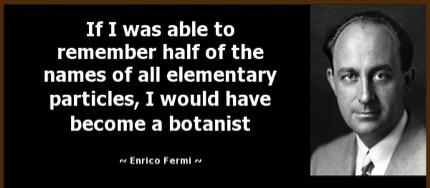 If I was able to
remember half of the
names of all elementary
particles, I would have
become a botanist
~ Enrico Fermi ~